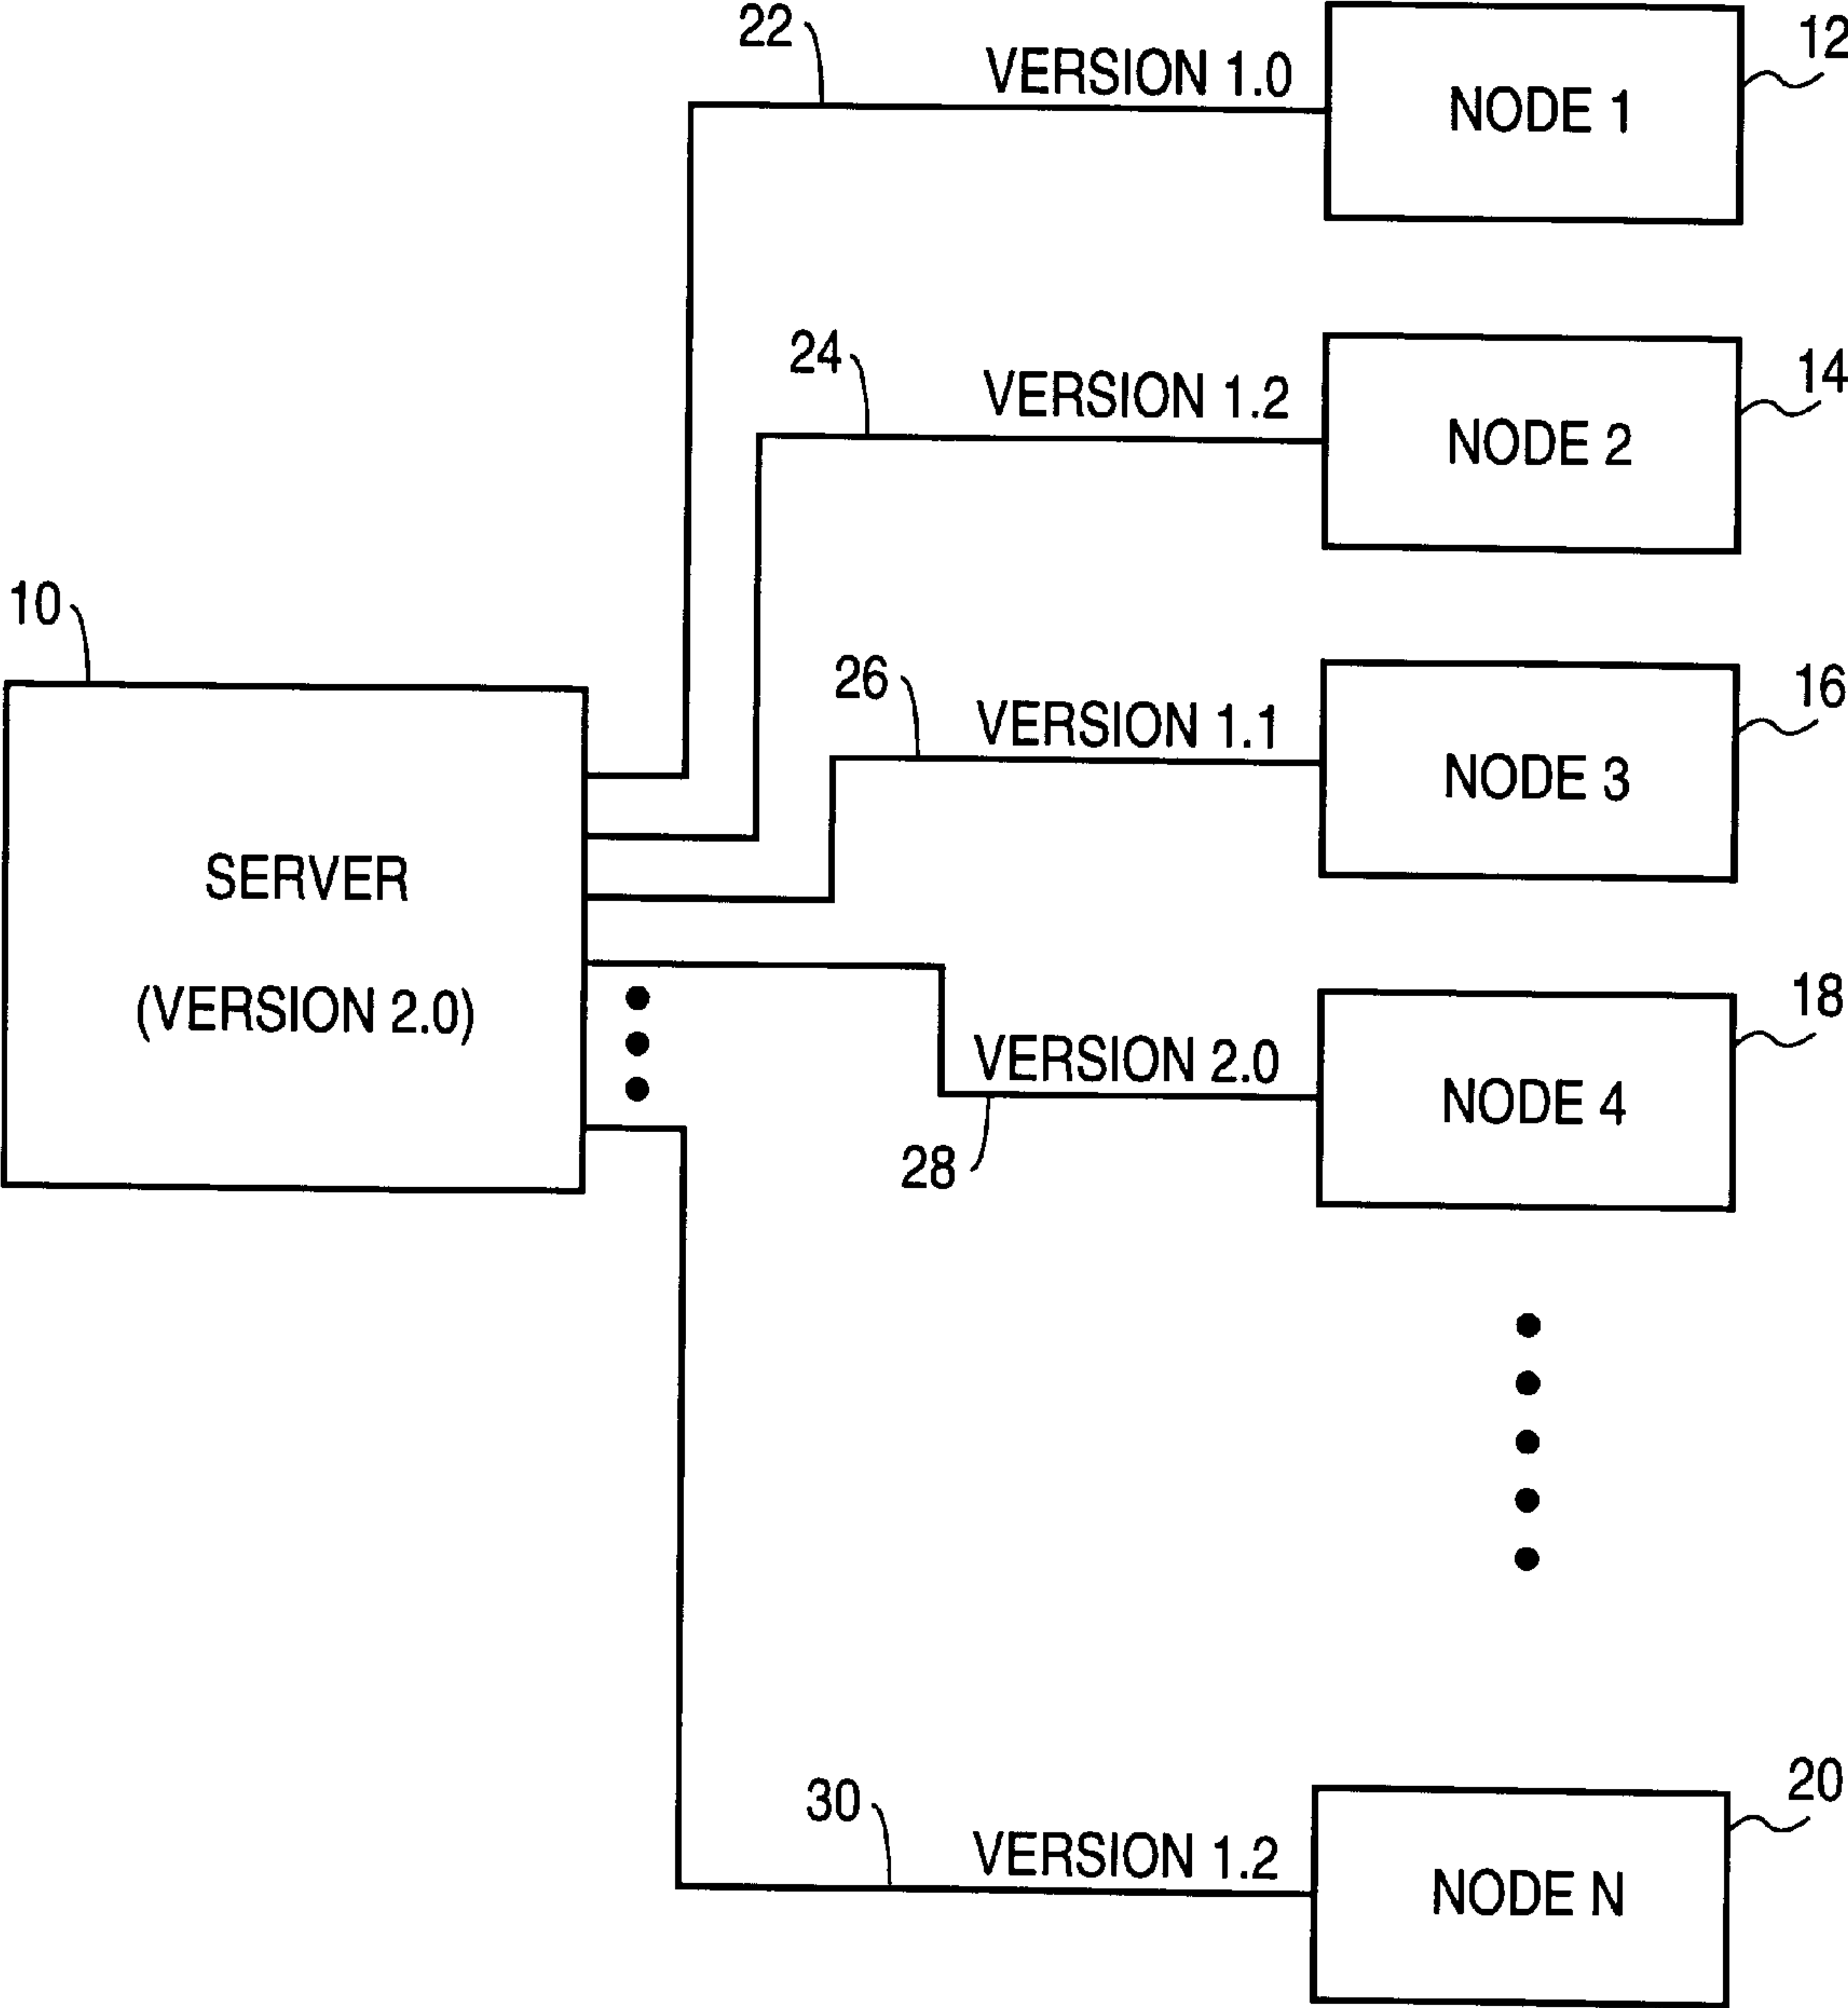 22
VERSION 1.0
NODE 1
12
24
VERSION 1.2
NODE 2
14
10
26
VERSION 1.1
NODE 3
16
SERVER
(VERSION 2.0)
VERSION 2.0
28
NODE 4
18
30
VERSION 1.2
NODE N
20